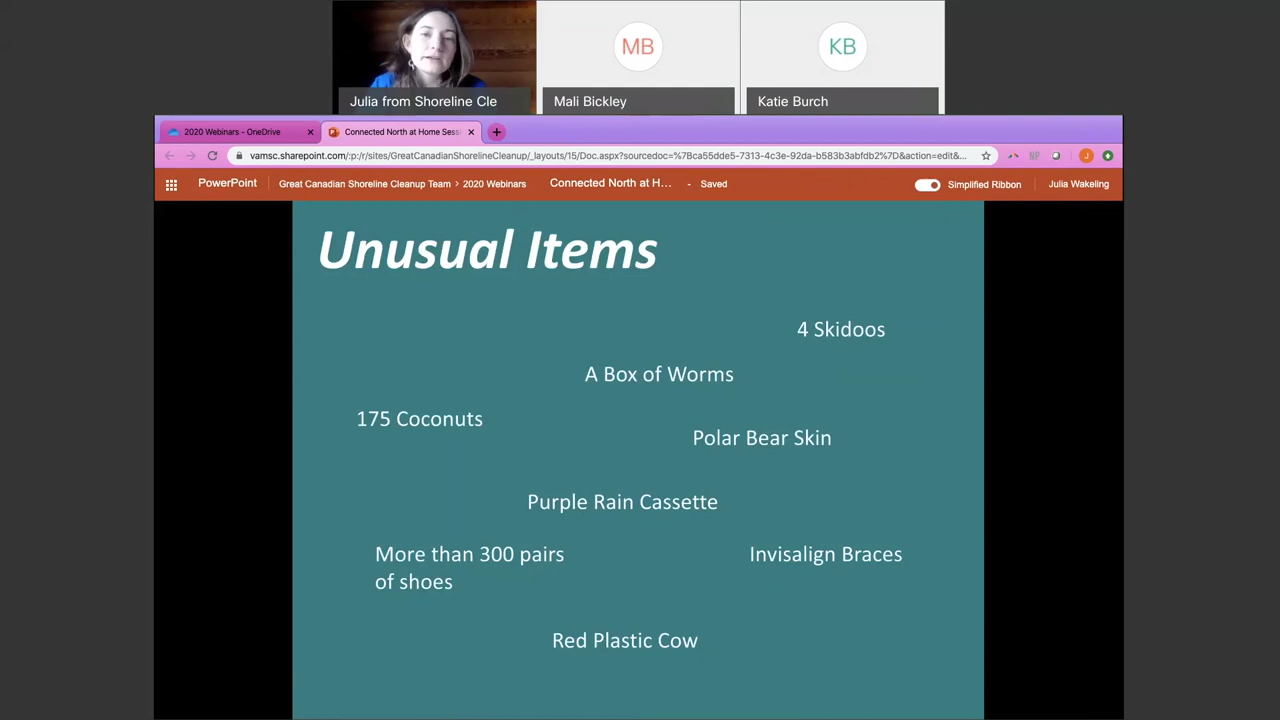 MB
KB
Julia from Shoreline Cle
Mali Bickley
Katie Burch
2020 Webinars - OneDrive
Connected North at Home Sessi
vamsc.sharepoint.com/:p:/r/sites/GreatCanadianShorelineCleanup/_layouts/15/Doc.aspx?sourcedoc=%7Bca55dde5-7313-4c3e-92da-b583b3abfdb2%7D&action=edit&...
NP
J
PowerPoint
Great Canadian Shoreline Cleanup Team > 2020 Webinars
Connected North at H... - Saved
Simplified Ribbon
Julia Wakeling
Unusual Items
4 Skidoos
A Box of Worms
175 Coconuts
Polar Bear Skin
Purple Rain Cassette
More than 300 pairs
of shoes
Invisalign Braces
Red Plastic Cow